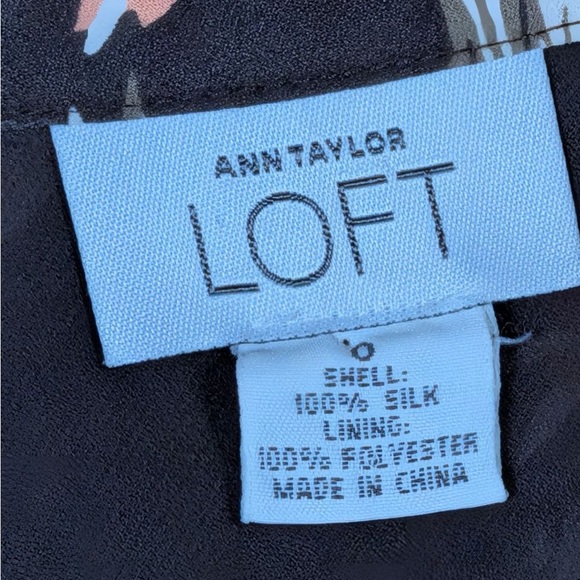 ANN TAYLOR
LOFT
SHELL:
100% SILK
LINING:
100% POLYESTER
MADE IN CHINA